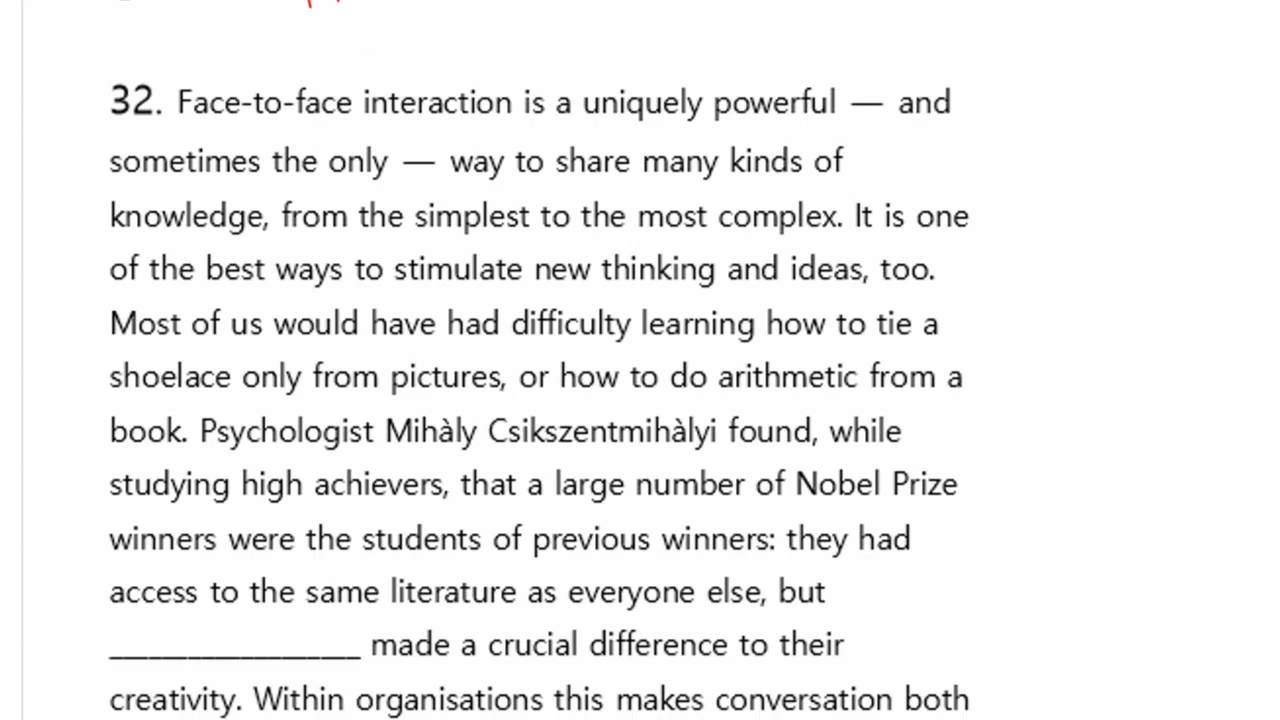 32. Face-to-face interaction is a uniquely powerful — and
sometimes the only — way to share many kinds of
knowledge, from the simplest to the most complex. It is one
of the best ways to stimulate new thinking and ideas, too.
Most of us would have had difficulty learning how to tie a
shoelace only from pictures, or how to do arithmetic from a
book. Psychologist Mihàly Csikszentmihàlyi found, while
studying high achievers, that a large number of Nobel Prize
winners were the students of previous winners: they had
access to the same literature as everyone else, but
__________________ made a crucial difference to their
creativity. Within organisations this makes conversation both